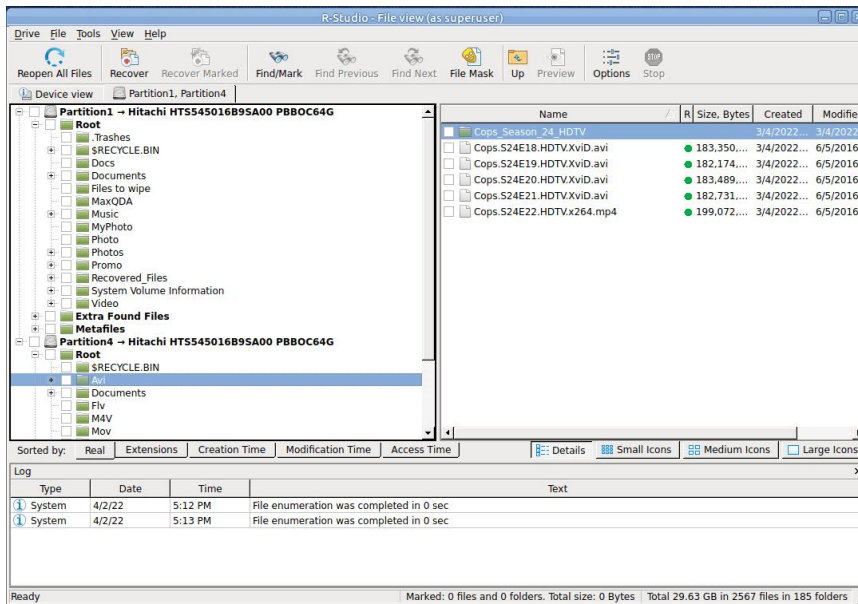 R-Studio - File view (as superuser)
Drive File Tools View Help
Reopen All Files Recover Recover Marked Find/Mark Find Previous Find Next File Mask Up Preview Options Stop
Device view Partition1, Partition4
Partition1 → Hitachi HTS545016B9SA00 PBBOC64G
Root
.Trashes
$RECYCLE.BIN
Docs
Documents
Files to wipe
MaxQDA
Music
MyPhoto
Photo
Photos
Promo
Recovered_Files
System Volume Information
Video
Extra Found Files
Metafiles
Partition4 → Hitachi HTS545016B9SA00 PBBOC64G
Root
$RECYCLE.BIN
Avi
Documents
Flv
M4V
Mov
Name / R Size, Bytes Created Modifie
Cops_Season_24_HDTV 3/4/2022... 3/4/2022
Cops.S24E18.HDTV.XviD.avi 183,350,... 3/4/2022... 6/5/2016
Cops.S24E19.HDTV.XviD.avi 182,174,... 3/4/2022... 6/5/2016
Cops.S24E20.HDTV.XviD.avi 183,489,... 3/4/2022... 6/5/2016
Cops.S24E21.HDTV.XviD.avi 182,731,... 3/4/2022... 6/5/2016
Cops.S24E22.HDTV.x264.mp4 199,072,... 3/4/2022... 6/5/2016
Sorted by: Real Extensions Creation Time Modification Time Access Time Details Small Icons Medium Icons Large Icons
Log
Type Date Time Text
System 4/2/22 5:12 PM File enumeration was completed in 0 sec
System 4/2/22 5:13 PM File enumeration was completed in 0 sec
Ready Marked: 0 files and 0 folders. Total size: 0 Bytes Total 29.63 GB in 2567 files in 185 folders